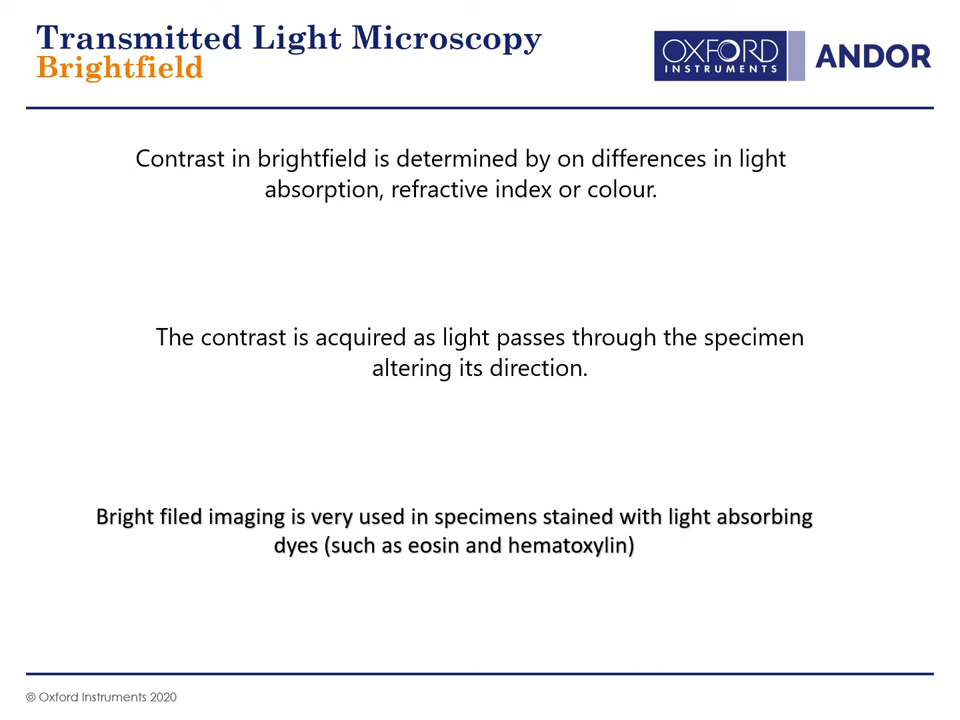 Transmitted Light Microscopy
Brightfield
OXFORD
INSTRUMENTS
ANDOR
Contrast in brightfield is determined by on differences in light
absorption, refractive index or colour.
The contrast is acquired as light passes through the specimen
altering its direction.
Bright filed imaging is very used in specimens stained with light absorbing
dyes (such as eosin and hematoxylin)
© Oxford Instruments 2020